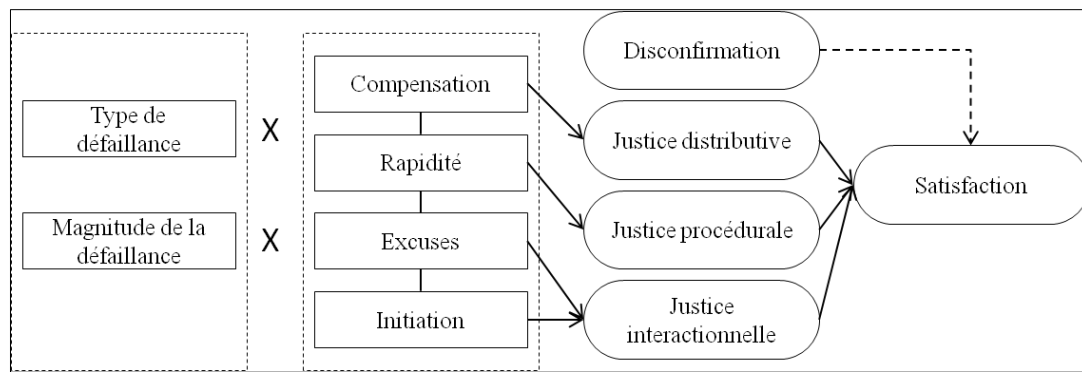 Type de
défaillance
Magnitude de la
défaillance
X
X
Compensation
Rapidité
Excuses
Initiation
Disconfirmation
Justice distributive
Justice procédurale
Justice
interactionnelle
Satisfaction